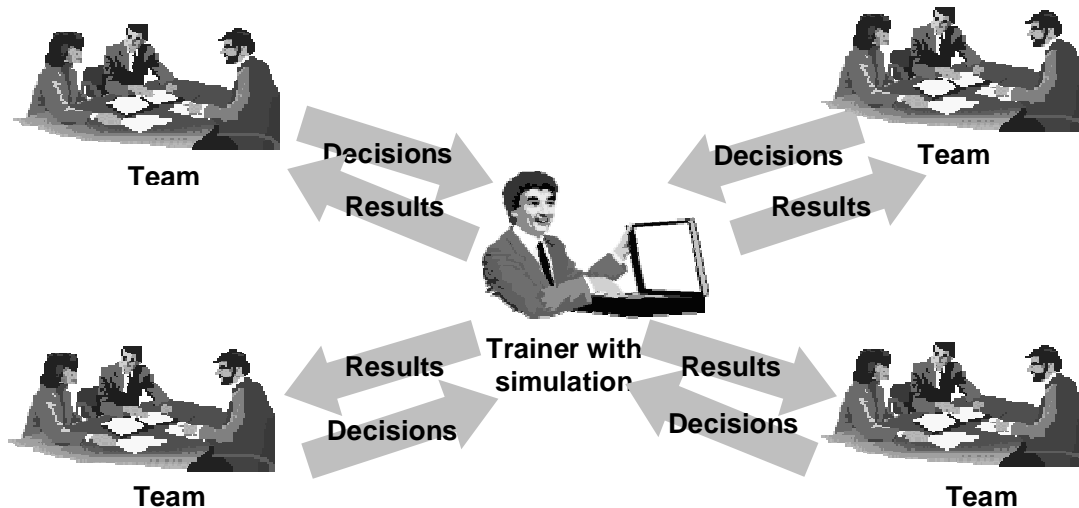 Decisions
Team
Results
Decisions
Team
Results
Trainer with
simulation
Results
Decisions
Team
Results
Decisions
Team